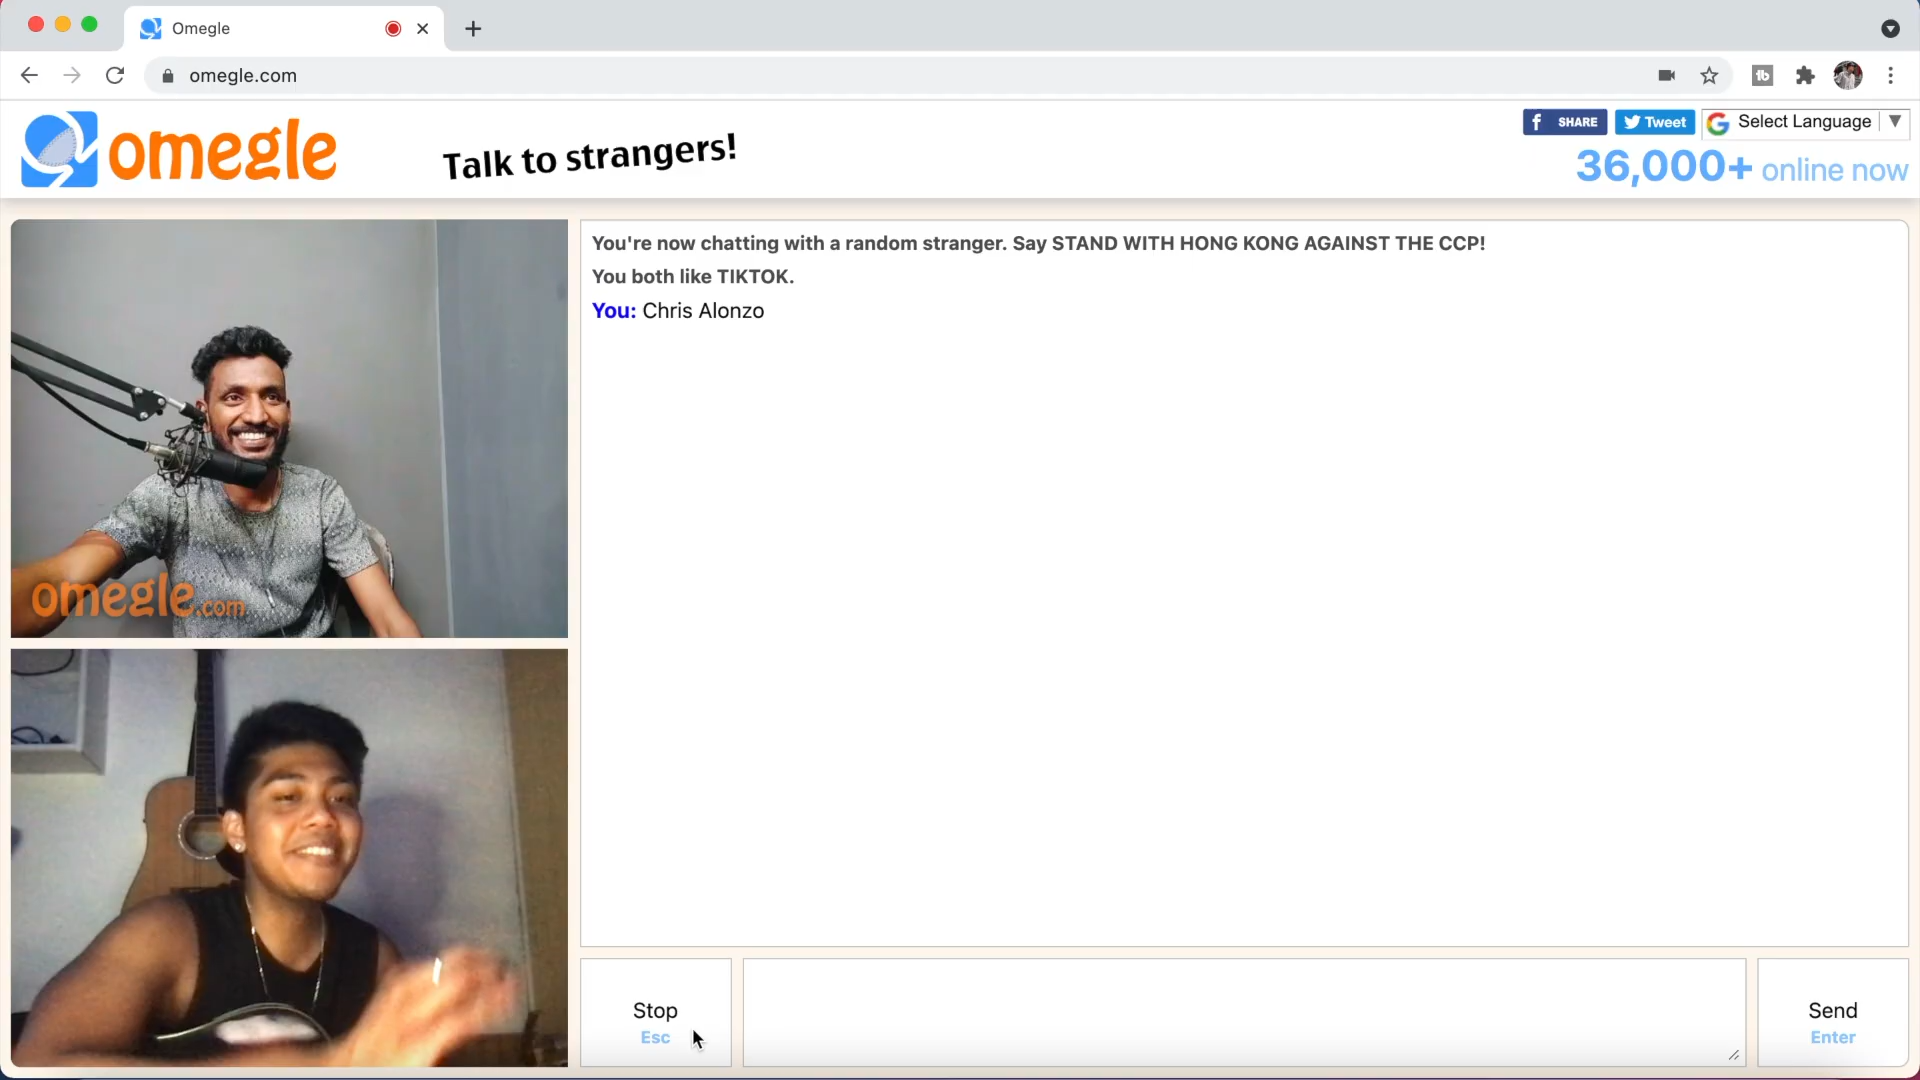 Omegle
omegle.com
omegle
Talk to strangers!
f SHARE
Tweet
G Select Language
36,000+ online now
You're now chatting with a random stranger. Say STAND WITH HONG KONG AGAINST THE CCP!
You both like TIKTOK.
You: Chris Alonzo
omegle.com
Stop
Esc
Send
Enter